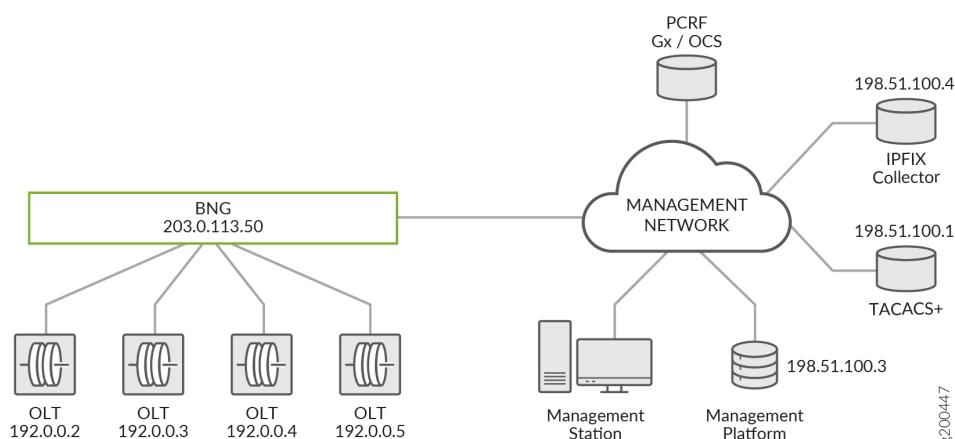 PCRF
Gx / OCS
198.51.100.4
IPFIX
Collector
BNG
203.0.113.50
MANAGEMENT
NETWORK
198.51.100.1
TACACS+
198.51.100.3
OLT
192.0.0.2
OLT
192.0.0.3
OLT
192.0.0.4
OLT
192.0.0.5
Management
Station
Management
Platform
g200447